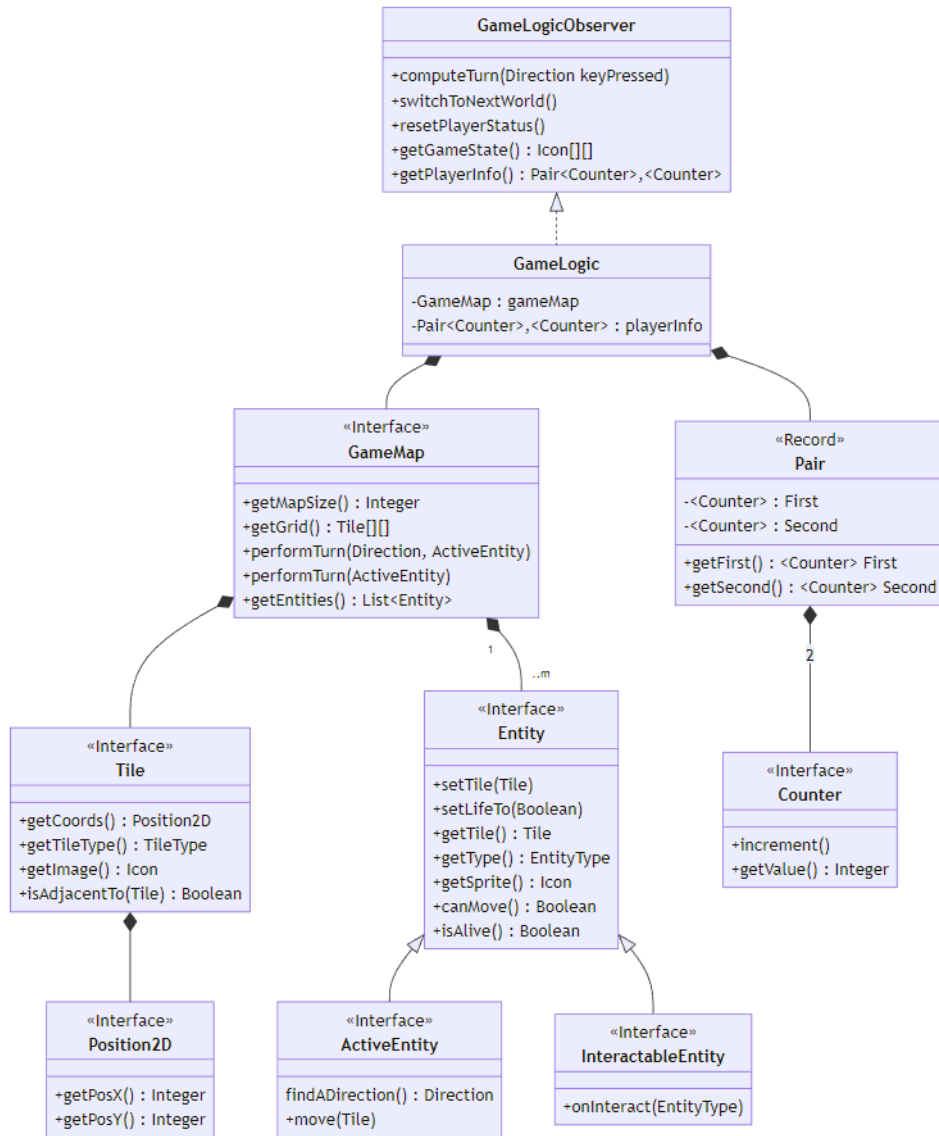 GameLogicObserver
+computeTurn(Direction keyPressed)
+switchToNextWorld()
+resetPlayerStatus()
+getGameState() : Icon[][]
+getPlayerInfo() : Pair<Counter>,<Counter>
GameLogic
-GameMap : gameMap
-Pair<Counter>,<Counter> : playerInfo
«Interface»
GameMap
+getMapSize() : Integer
+getGrid() : Tile[][]
+performTurn(Direction, ActiveEntity)
+performTurn(ActiveEntity)
+getEntities() : List<Entity>
«Record»
Pair
-<Counter> : First
-<Counter> : Second
+getFirst() : <Counter> First
+getSecond() : <Counter> Second
1
..m
2
«Interface»
Tile
+getCoords() : Position2D
+getTileType() : TileType
+getImage() : Icon
+isAdjacentTo(Tile) : Boolean
«Interface»
Entity
+setTile(Tile)
+setLifeTo(Boolean)
+getTile() : Tile
+getType() : EntityType
+getSprite() : Icon
+canMove() : Boolean
+isAlive() : Boolean
«Interface»
Counter
+increment()
+getValue() : Integer
«Interface»
Position2D
+getPosX() : Integer
+getPosY() : Integer
«Interface»
ActiveEntity
findADirection() : Direction
+move(Tile)
«Interface»
InteractableEntity
+onInteract(EntityType)